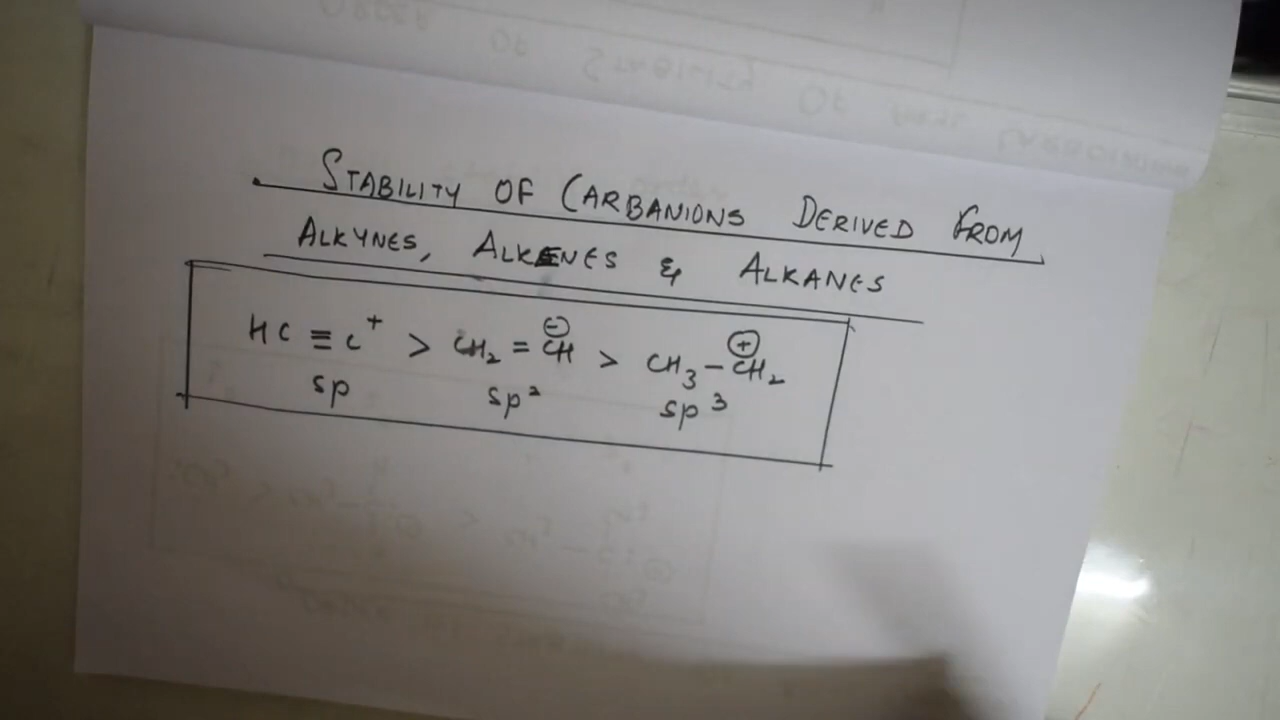 STABILITY OF CARBANIONS DERIVED FROM
ALKYNES, ALKENES & ALKANES
HC ≡ C⁺ > CH₂ = CH⊖ > CH₃ – CH₂⊕
sp sp² sp³